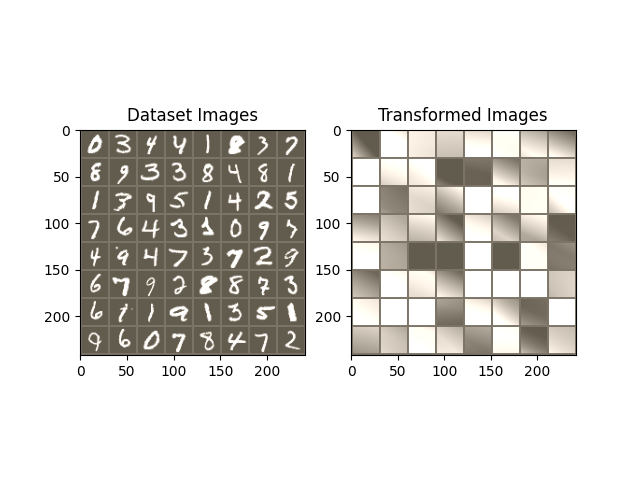 Dataset Images
Transformed Images
0
50
100
150
200
0 3 4 4 1 8 3 7
8 9 3 3 8 4 8 1
1 3 9 5 1 4 2 5
7 6 4 3 1 0 9
4 9 4 7 3 7 2 9
6 7 9 2 8 8 7 3
6 1 1 9 1 3 5 1
9 6 0 7 8 4 7 2
0 50 100 150 200
0
50
100
150
200
0 50 100 150 200